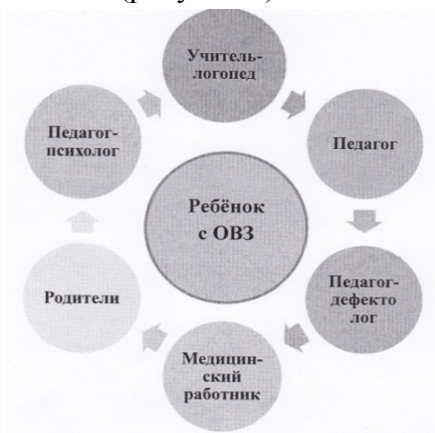 Учитель-
логопед
Педагог-
психолог
Педагог
Ребёнок
с ОВЗ
Родители
Педагог-
дефекто
лог
Медицин-
ский
работник